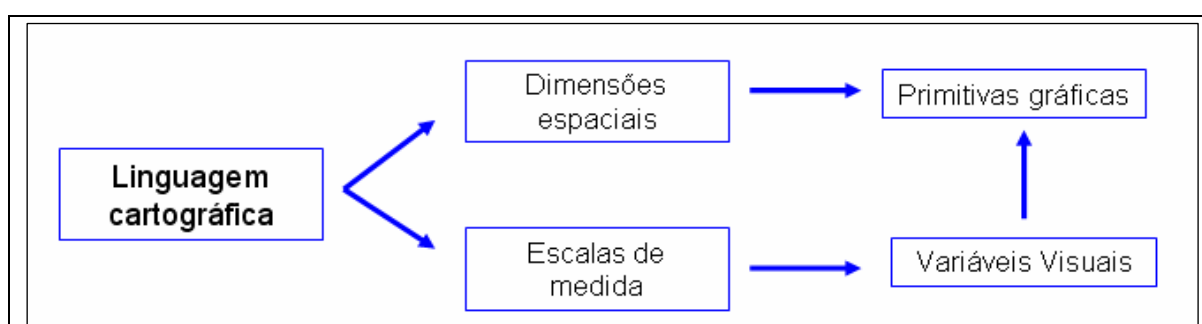 Linguagem
cartográfica
Dimensões
espaciais
Primitivas gráficas
Escalas de
medida
Variáveis Visuais